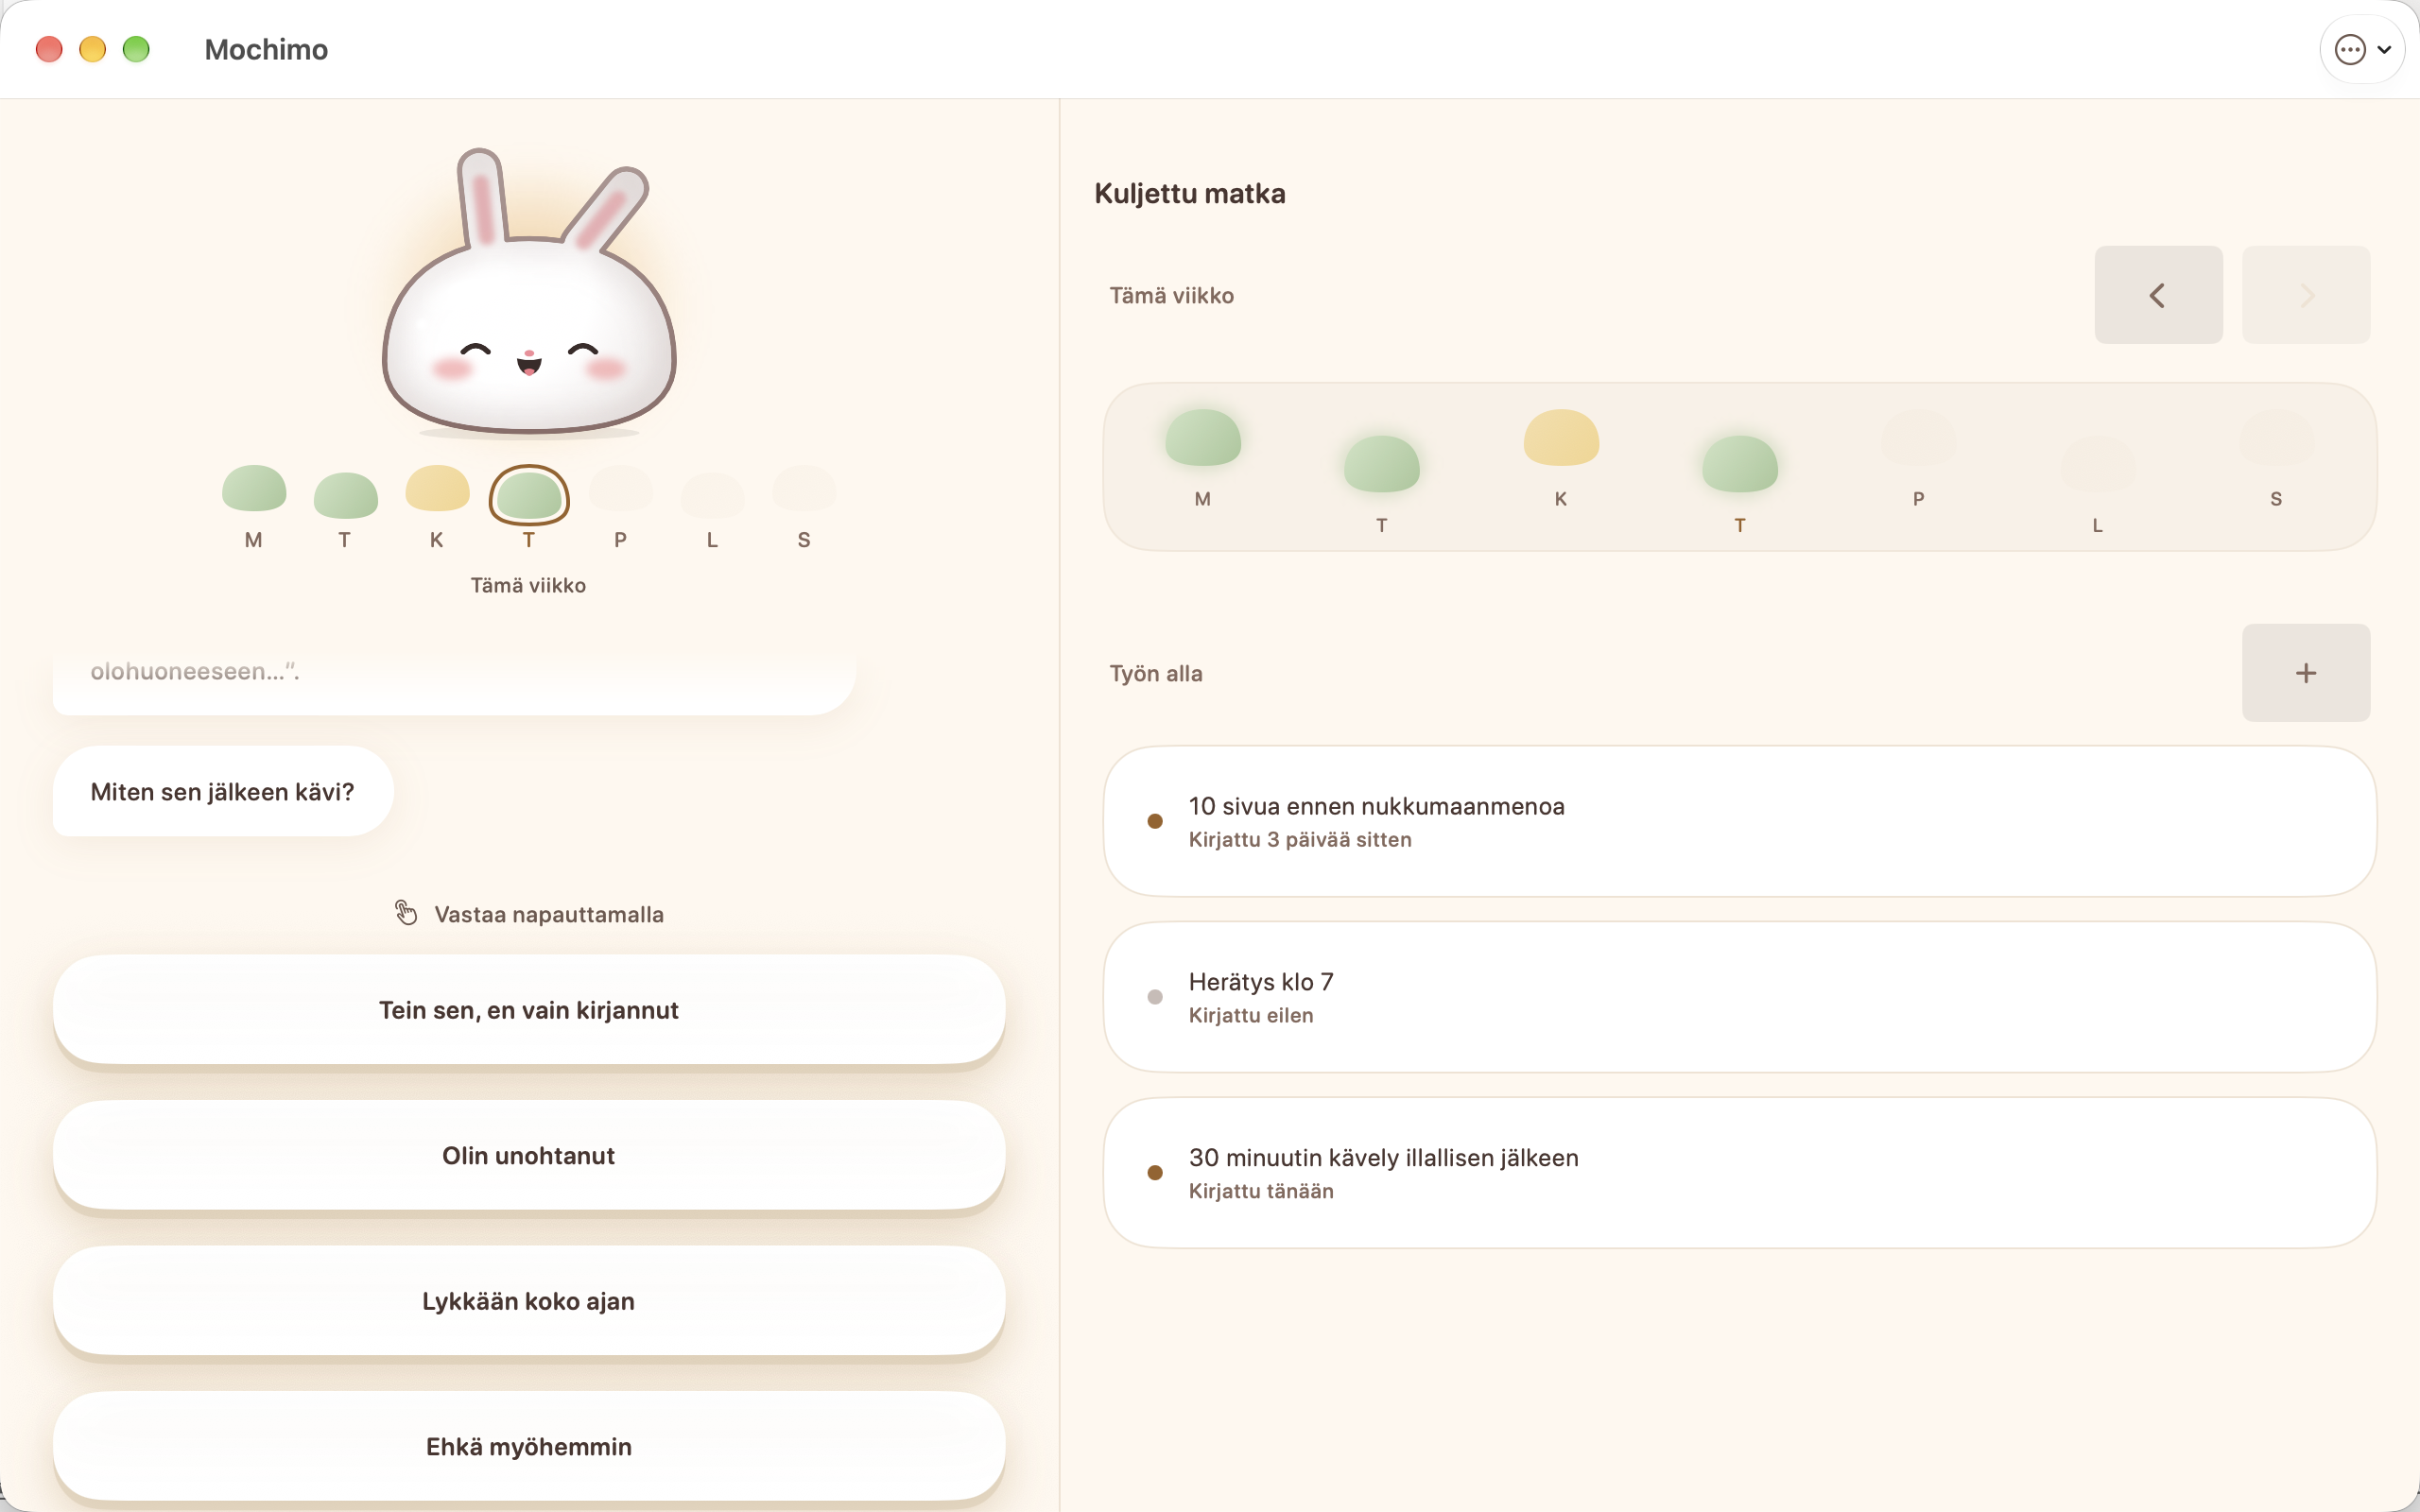 Mochimo
M T K T P L S
Tämä viikko
olohuoneeseen...”.
Miten sen jälkeen kävi?
Vastaa napauttamalla
Tein sen, en vain kirjannut
Olin unohtanut
Lykkään koko ajan
Ehkä myöhemmin
Kuljettu matka
Tämä viikko
M T K T P L S
Työn alla
10 sivua ennen nukkumaanmenoa
Kirjattu 3 päivää sitten
Herätys klo 7
Kirjattu eilen
30 minuutin kävely illallisen jälkeen
Kirjattu tänään